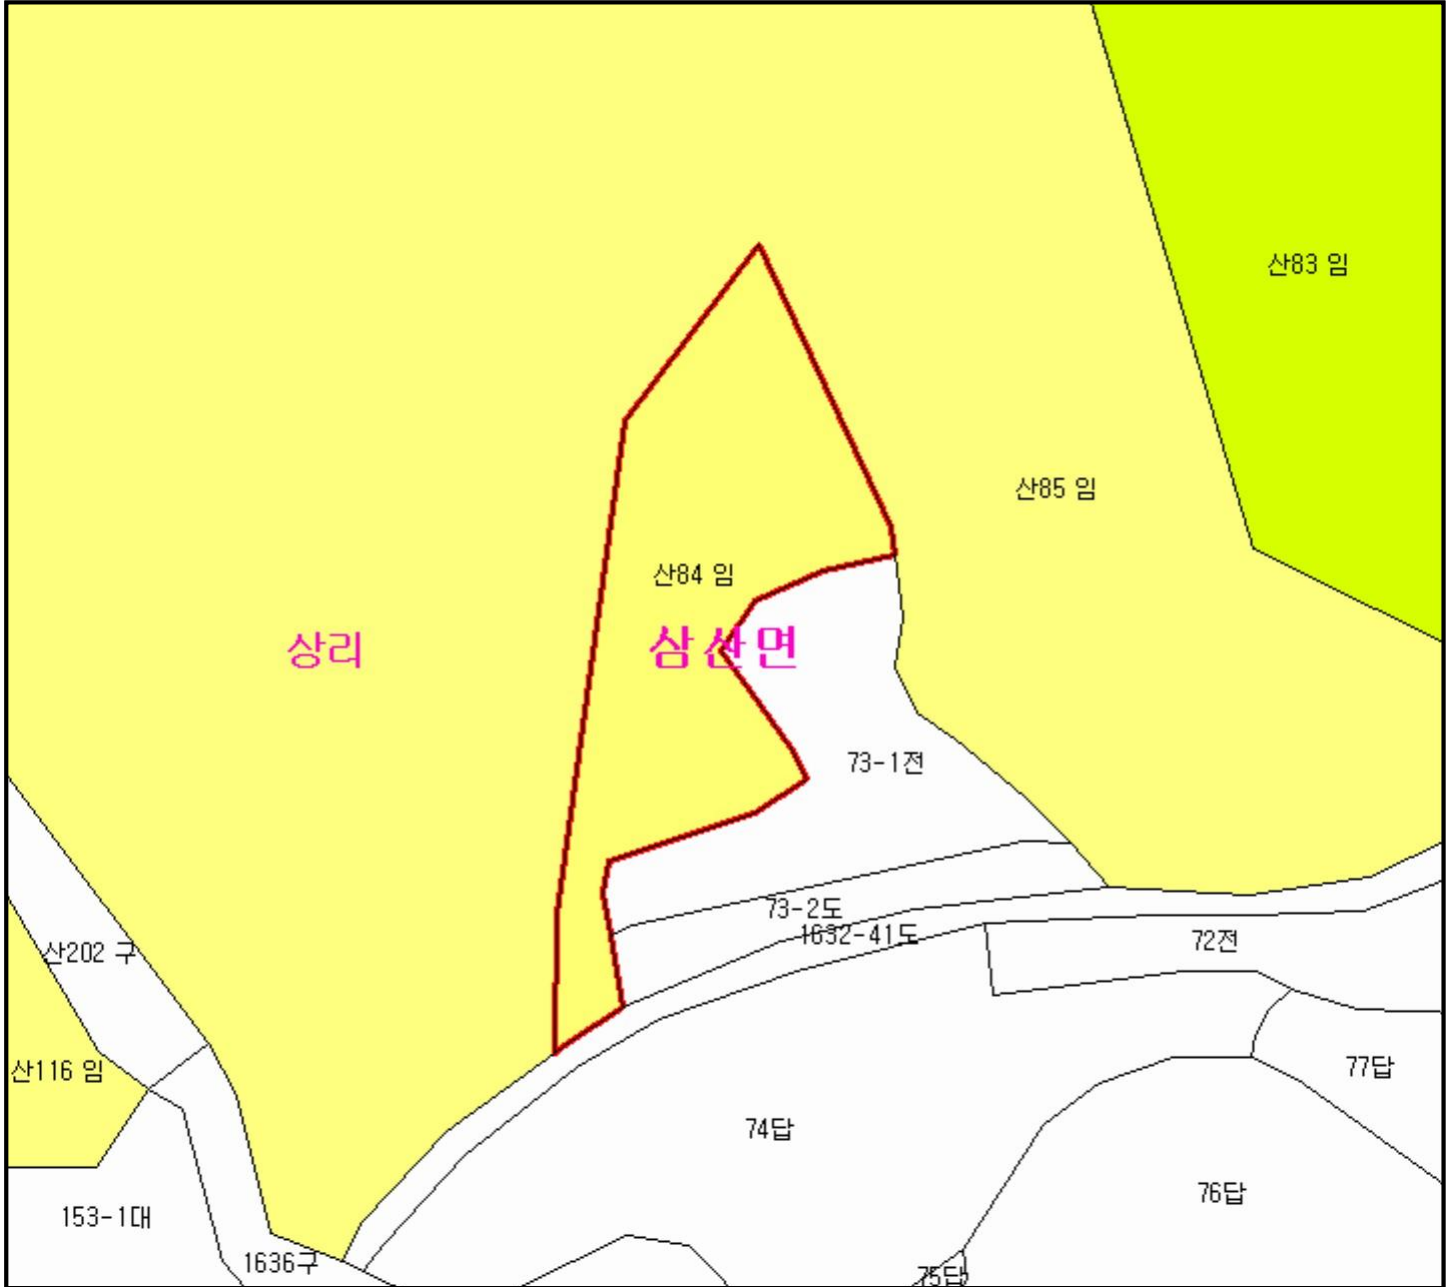 산83 임
산85 임
산84 임
상리
삼산면
73-1전
73-2도
1632-41도
72전
산202 구
산116 임
77답
74답
76답
153-1대
1636구
75답